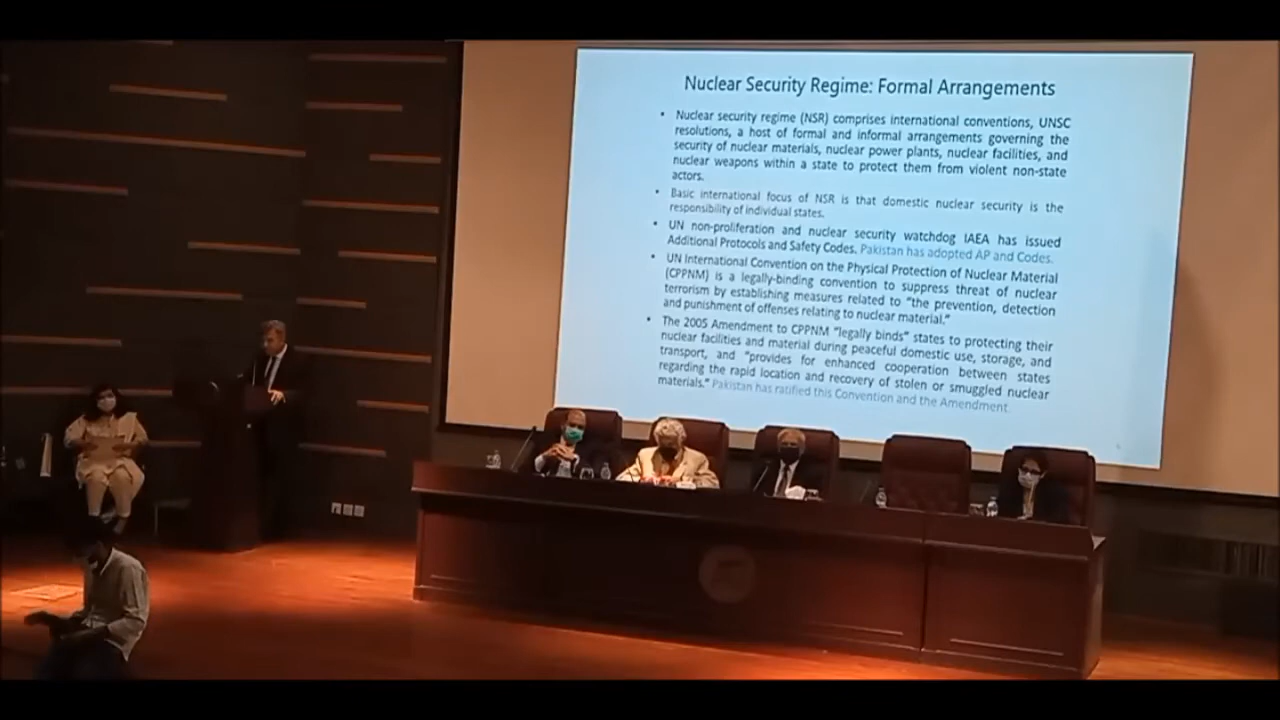 Nuclear Security Regime: Formal Arrangements
• Nuclear security regime (NSR) comprises international conventions, UNSC
resolutions, a host of formal and informal arrangements governing the
security of nuclear materials, nuclear power plants, nuclear facilities, and
nuclear weapons within a state to protect them from violent non-state
actors.
• Basic international focus of NSR is that domestic nuclear security is the
responsibility of individual states.
• UN non-proliferation and nuclear security watchdog IAEA has issued
Additional Protocols and Safety Codes. Pakistan has adopted AP and Codes.
• UN International Convention on the Physical Protection of Nuclear Material
(CPPNM) is a legally-binding convention to suppress threat of nuclear
terrorism by establishing measures related to "the prevention, detection
and punishment of offenses relating to nuclear material."
• The 2005 Amendment to CPPNM "legally binds" states to protecting their
nuclear facilities and material during peaceful domestic use, storage, and
transport, and "provides for enhanced cooperation between states
regarding the rapid location and recovery of stolen or smuggled nuclear
materials." Pakistan has ratified this Convention and the Amendment.